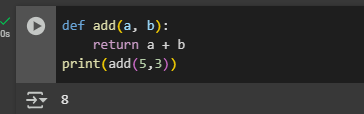 0s
def add(a, b):
    return a + b
print(add(5,3))
8